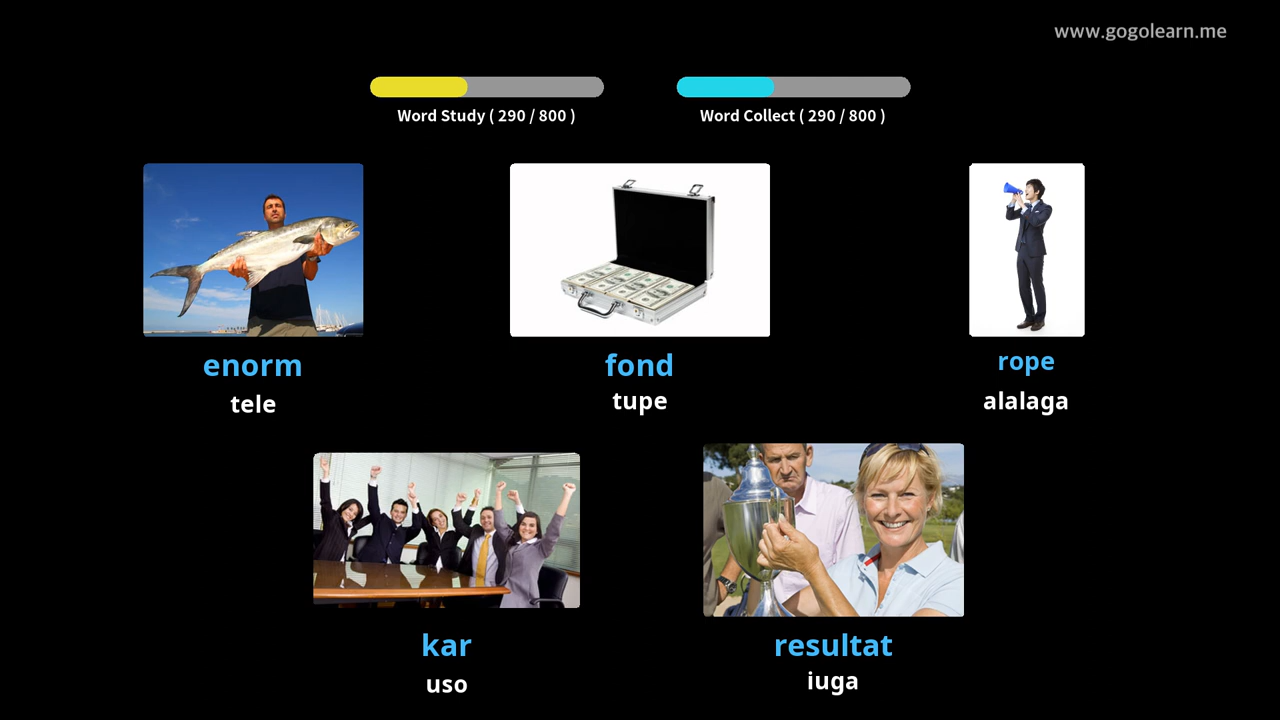 www.gogolearn.me
Word Study ( 290 / 800 )
Word Collect ( 290 / 800 )
enorm
tele
fond
tupe
rope
alalaga
kar
uso
resultat
iuga